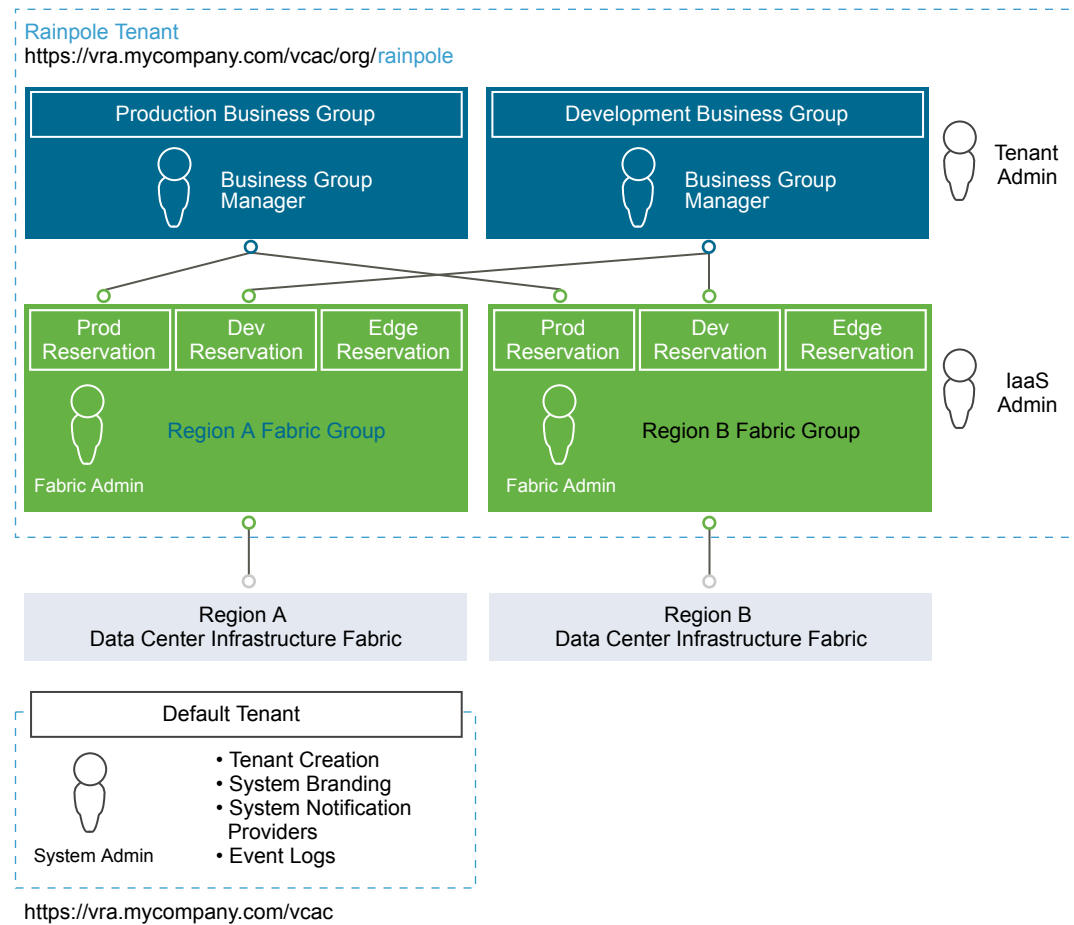 Rainpole Tenant
https://vra.mycompany.com/vcac/org/rainpole
Production Business Group
Business Group
Manager
Development Business Group
Business Group
Manager
Tenant
Admin
Prod
Reservation
Dev
Reservation
Edge
Reservation
Region A Fabric Group
Fabric Admin
Prod
Reservation
Dev
Reservation
Edge
Reservation
Region B Fabric Group
Fabric Admin
IaaS
Admin
Region A
Data Center Infrastructure Fabric
Region B
Data Center Infrastructure Fabric
Default Tenant
• Tenant Creation
• System Branding
• System Notification
Providers
• Event Logs
System Admin
https://vra.mycompany.com/vcac